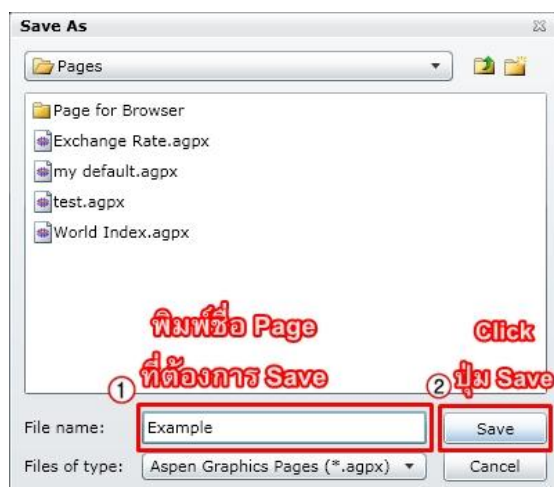 Save As
Pages
Page for Browser
Exchange Rate.agpx
my default.agpx
test.agpx
World Index.agpx
พิมพ์ชื่อ Page
ที่ต้องการ Save
Click
ปุ่ม Save
1
2
File name: Example Save
Files of type: Aspen Graphics Pages (*.agpx) Cancel